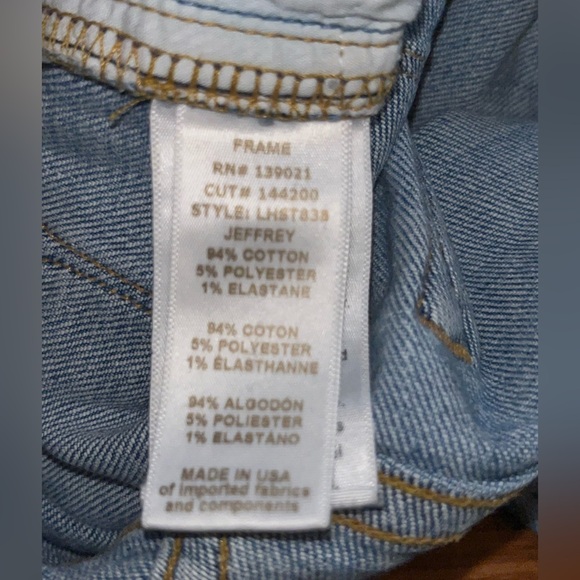 FRAME
RN# 139021
CUT# 144200
STYLE: LHST838
JEFFREY
94% COTTON
5% POLYESTER
1% ELASTANE
94% COTON
5% POLYESTER
1% ÉLASTHANNE
94% ALGODÓN
5% POLIESTER
1% ELASTANO
MADE IN USA
of imported fabrics
and components